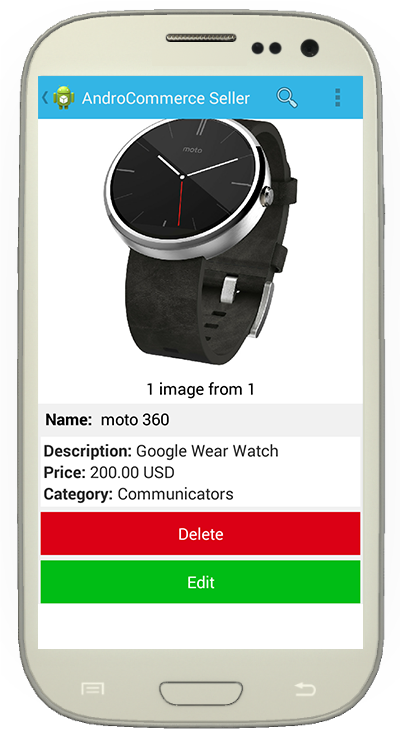 AndroCommerce Seller
moto
1 image from 1
Name: moto 360
Description: Google Wear Watch
Price: 200.00 USD
Category: Communicators
Delete
Edit